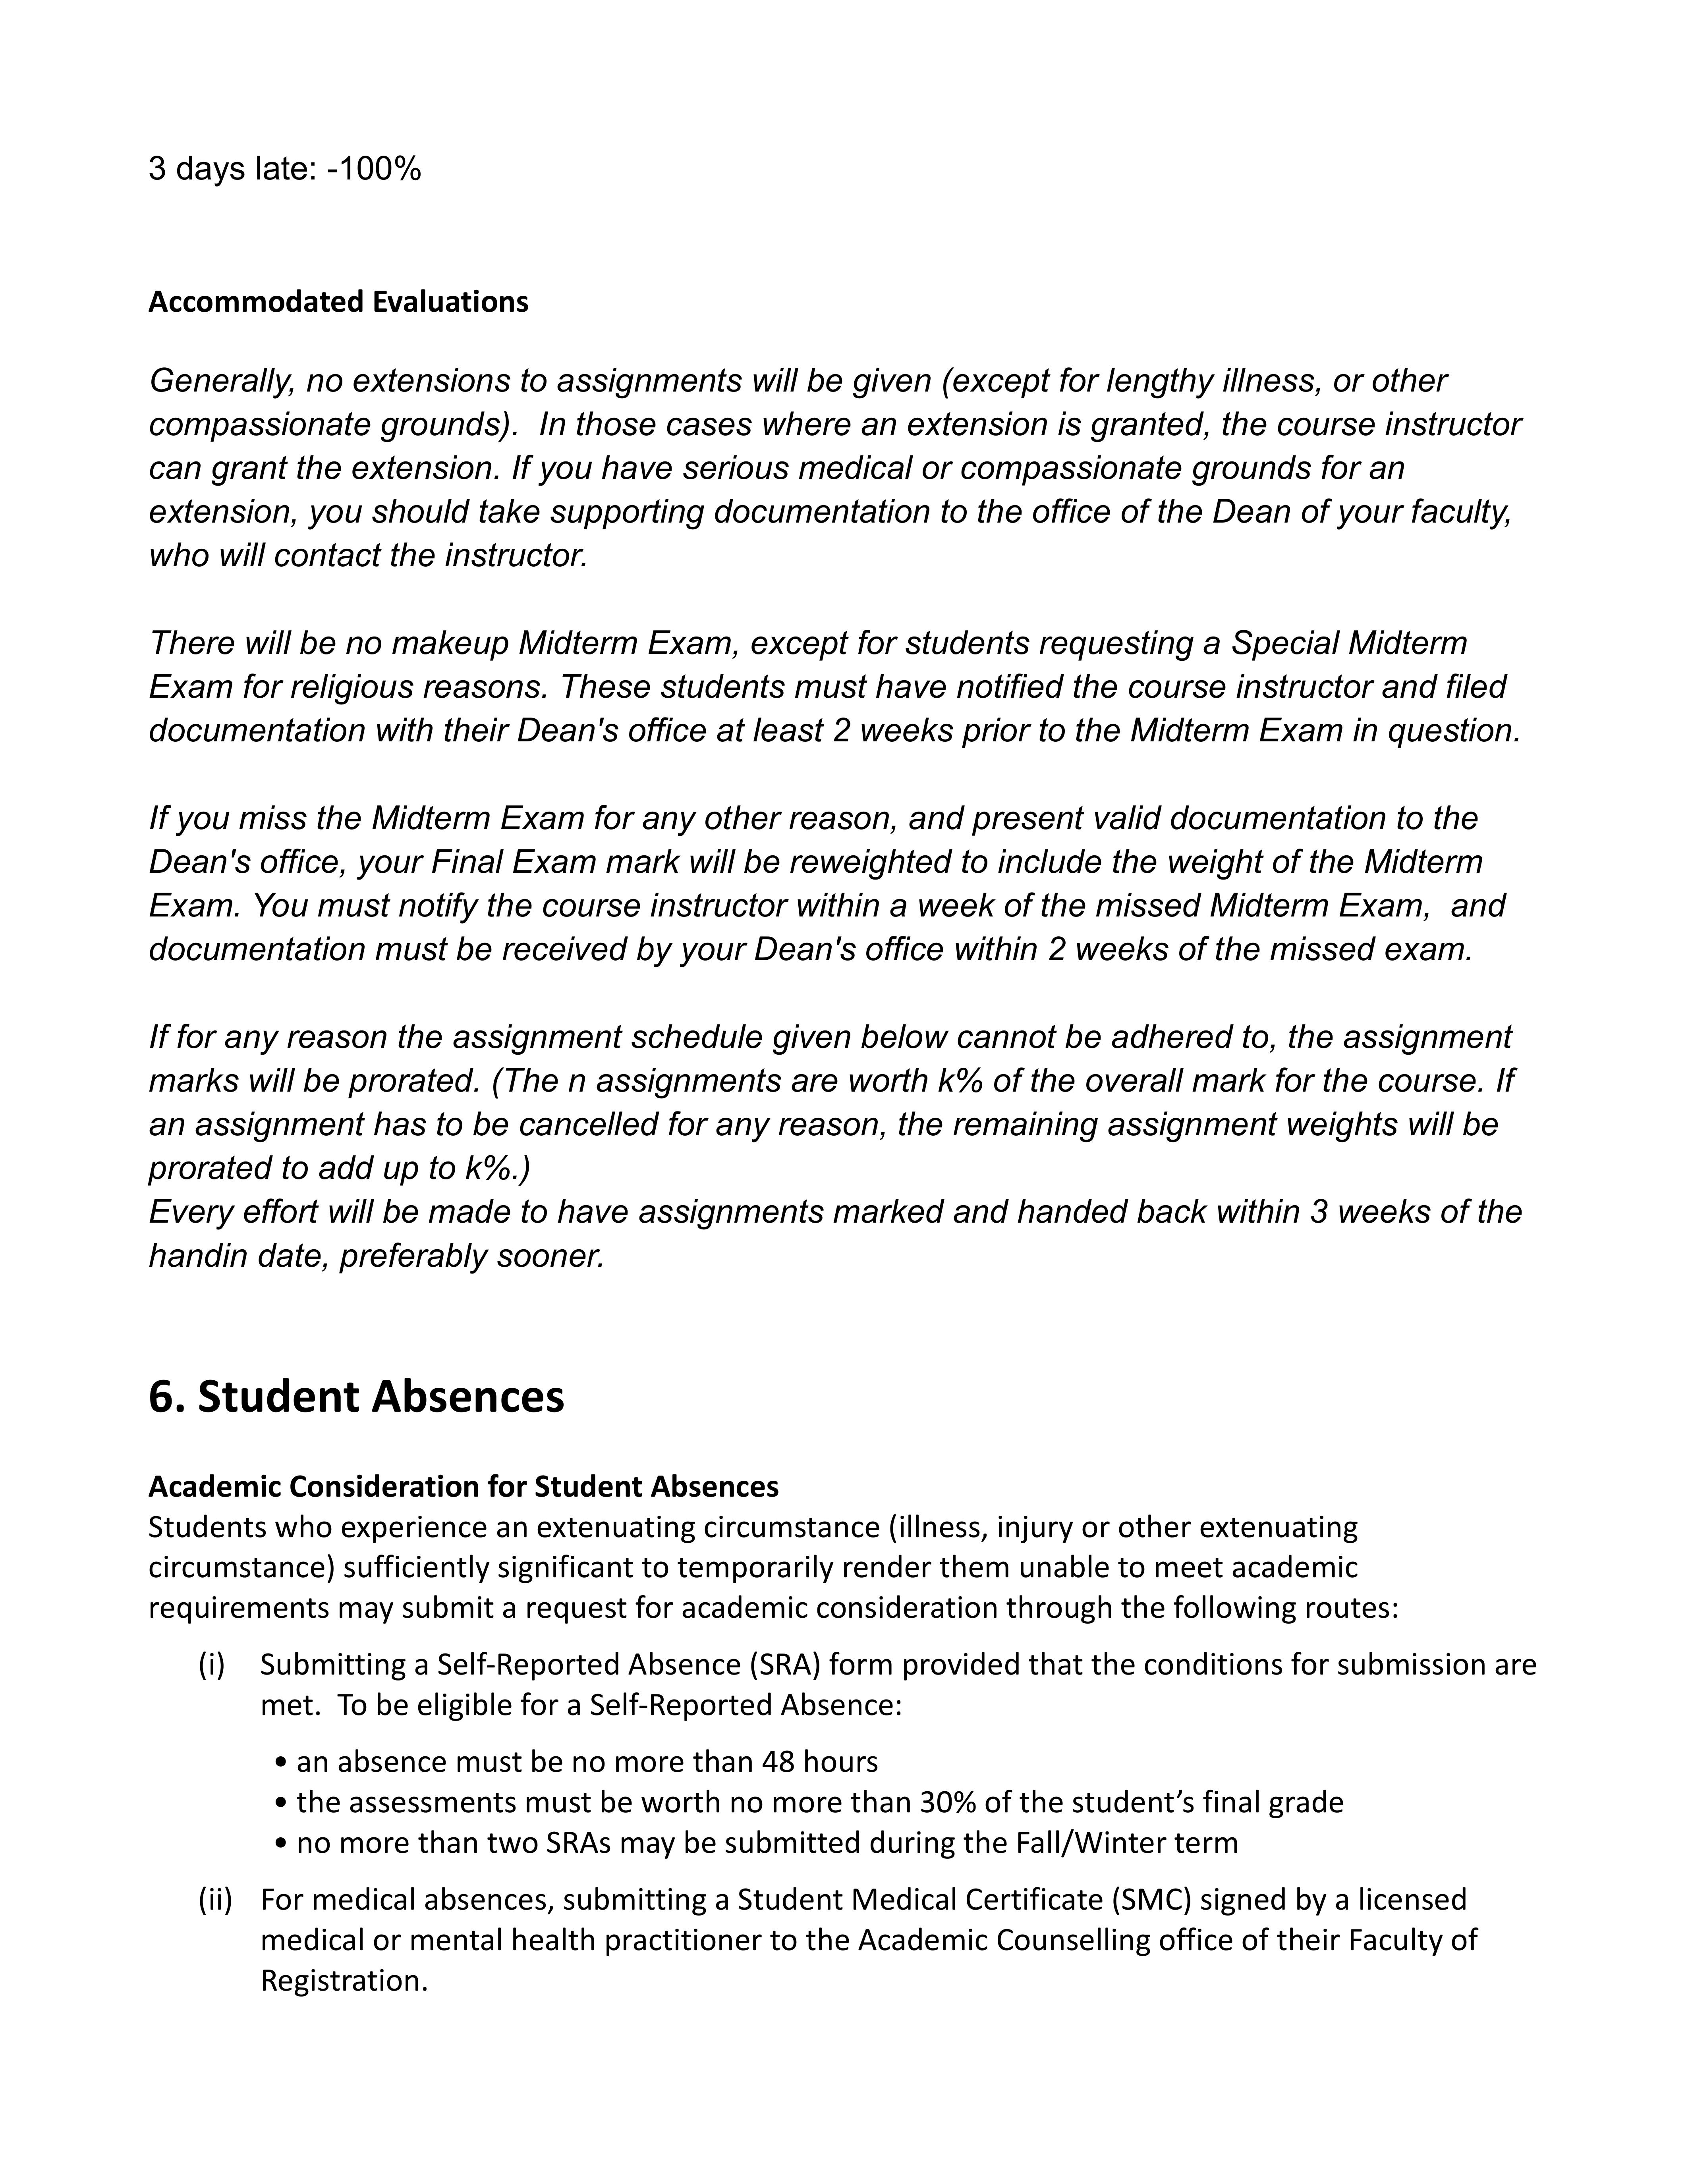 3 days late: -100%
Accommodated Evaluations
Generally, no extensions to assignments will be given (except for lengthy illness, or other
compassionate grounds).  In those cases where an extension is granted, the course instructor
can grant the extension. If you have serious medical or compassionate grounds for an
extension, you should take supporting documentation to the office of the Dean of your faculty,
who will contact the instructor.
There will be no makeup Midterm Exam, except for students requesting a Special Midterm
Exam for religious reasons. These students must have notified the course instructor and filed
documentation with their Dean's office at least 2 weeks prior to the Midterm Exam in question.
If you miss the Midterm Exam for any other reason, and present valid documentation to the
Dean's office, your Final Exam mark will be reweighted to include the weight of the Midterm
Exam. You must notify the course instructor within a week of the missed Midterm Exam,  and
documentation must be received by your Dean's office within 2 weeks of the missed exam.
If for any reason the assignment schedule given below cannot be adhered to, the assignment
marks will be prorated. (The n assignments are worth k% of the overall mark for the course. If
an assignment has to be cancelled for any reason, the remaining assignment weights will be
prorated to add up to k%.)
Every effort will be made to have assignments marked and handed back within 3 weeks of the
handin date, preferably sooner.
6. Student Absences
Academic Consideration for Student Absences
Students who experience an extenuating circumstance (illness, injury or other extenuating
circumstance) sufficiently significant to temporarily render them unable to meet academic
requirements may submit a request for academic consideration through the following routes:
(i) Submitting a Self-Reported Absence (SRA) form provided that the conditions for submission are
met.  To be eligible for a Self-Reported Absence:
• an absence must be no more than 48 hours
• the assessments must be worth no more than 30% of the student’s final grade
• no more than two SRAs may be submitted during the Fall/Winter term
(ii) For medical absences, submitting a Student Medical Certificate (SMC) signed by a licensed
medical or mental health practitioner to the Academic Counselling office of their Faculty of
Registration.